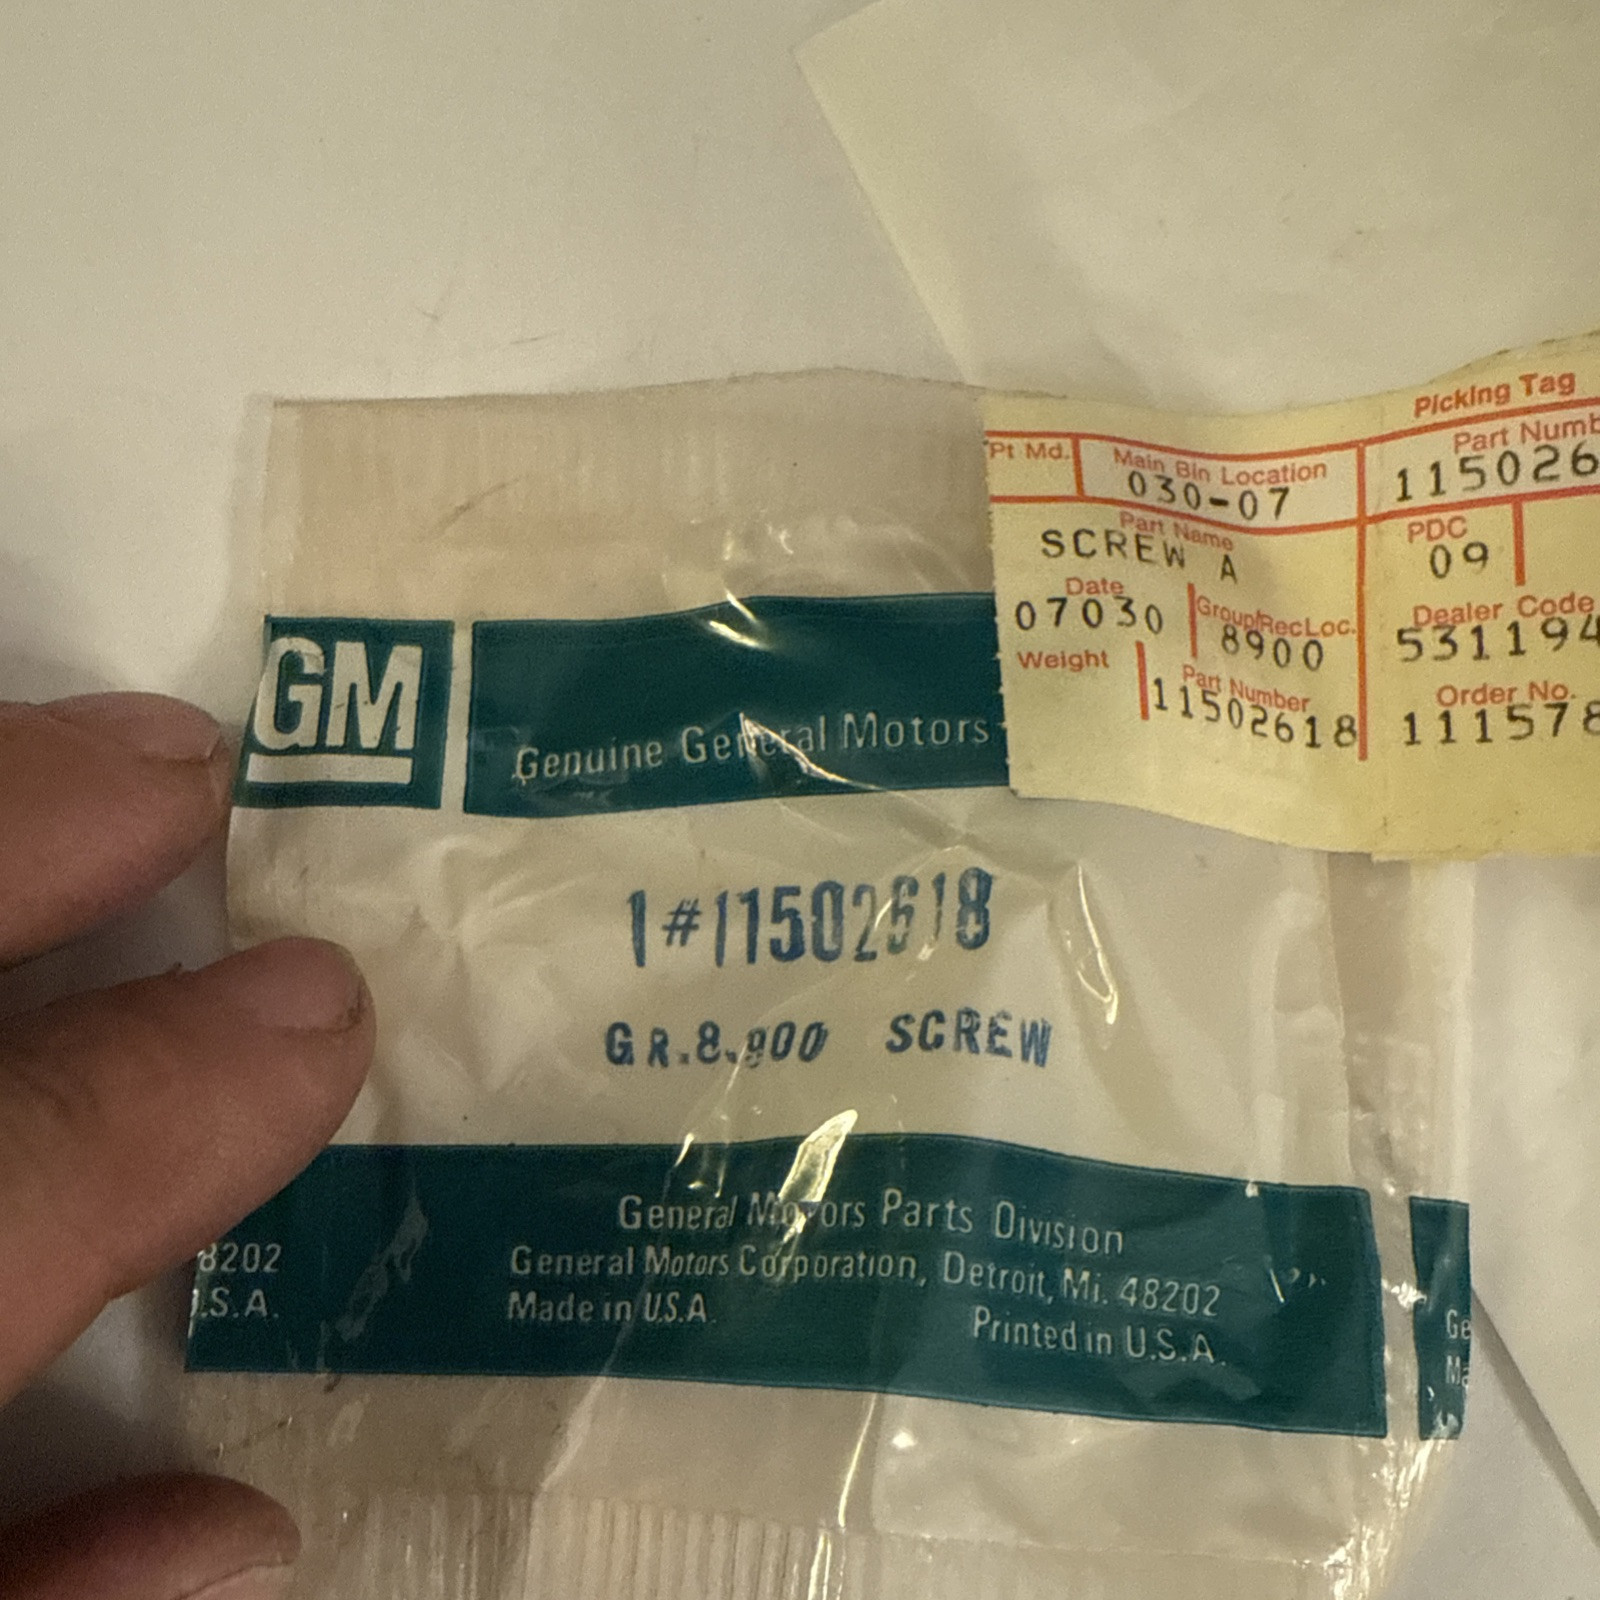 Picking Tag
Pt Md.
Main Bin Location
030-07
Part Numb
115026
Part Name
SCREW A
PDC
09
Date
07030
Group/RecLoc.
8900
Dealer Code
531194
Weight
Part Number
11502618
Order No.
111578
GM
Genuine General Motors
1#11502618
GR.8.900 SCREW
General Motors Parts Division
General Motors Corporation, Detroit, Mi. 48202
Made in U.S.A.
Printed in U.S.A.
8202
.S.A.
Ge
Ma